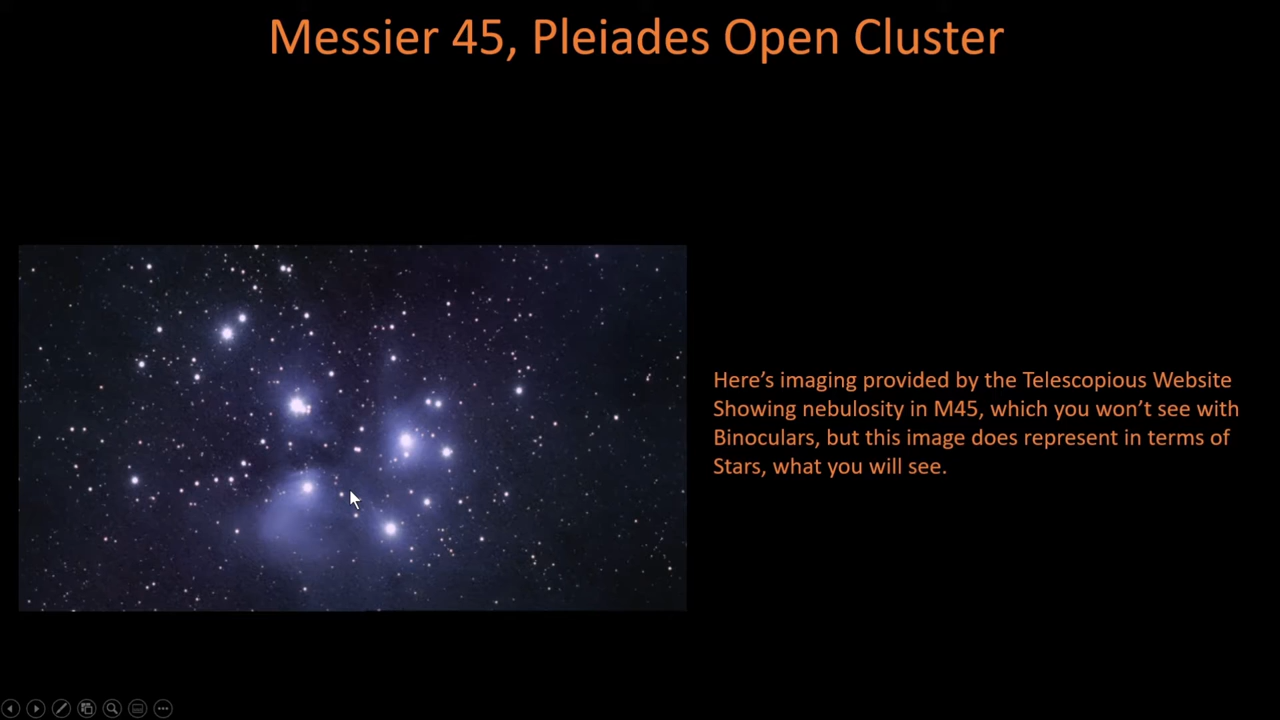 Messier 45, Pleiades Open Cluster
Here’s imaging provided by the Telescopious Website
Showing nebulosity in M45, which you won’t see with
Binoculars, but this image does represent in terms of
Stars, what you will see.